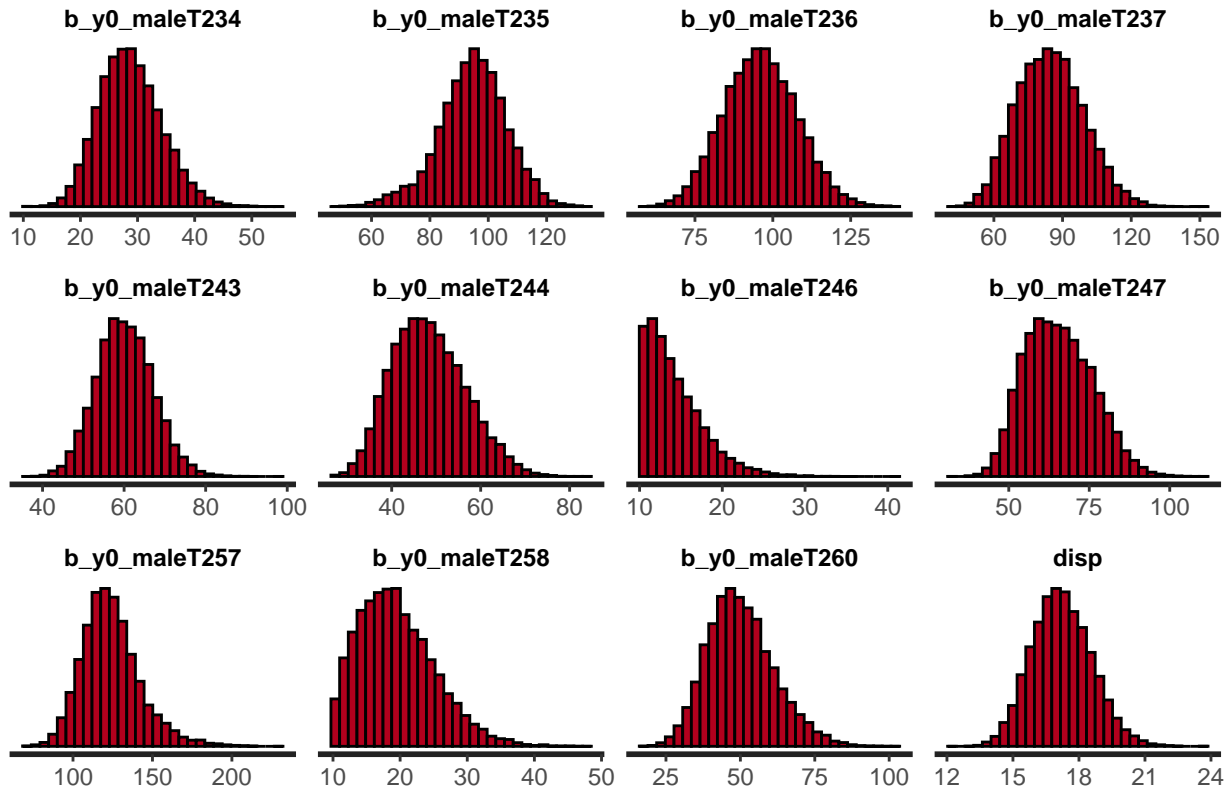 b_y0_maleT234 b_y0_maleT235 b_y0_maleT236 b_y0_maleT237
10 20 30 40 50 60 80 100 120 75 100 125 60 90 120 150
b_y0_maleT243 b_y0_maleT244 b_y0_maleT246 b_y0_maleT247
40 60 80 100 40 60 80 10 20 30 40 50 75 100
b_y0_maleT257 b_y0_maleT258 b_y0_maleT260 disp
100 150 200 10 20 30 40 50 25 50 75 100 12 15 18 21 24